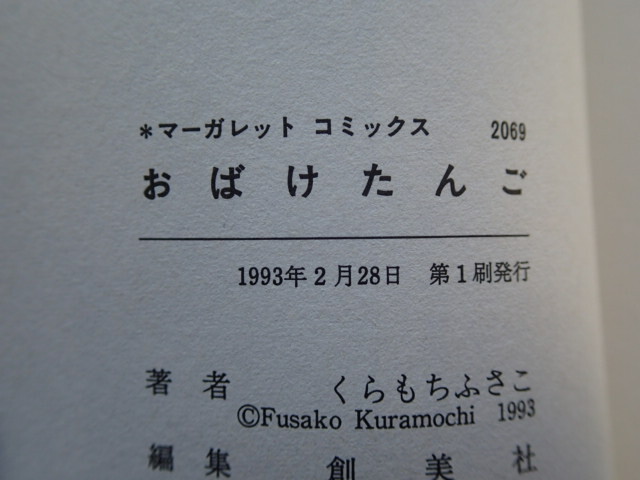 *マーガレット コミックス 2069
おばけたんご
1993年2月28日 第1刷発行
著者 くらもちふさこ
©Fusako Kuramochi 1993
編集 創美社